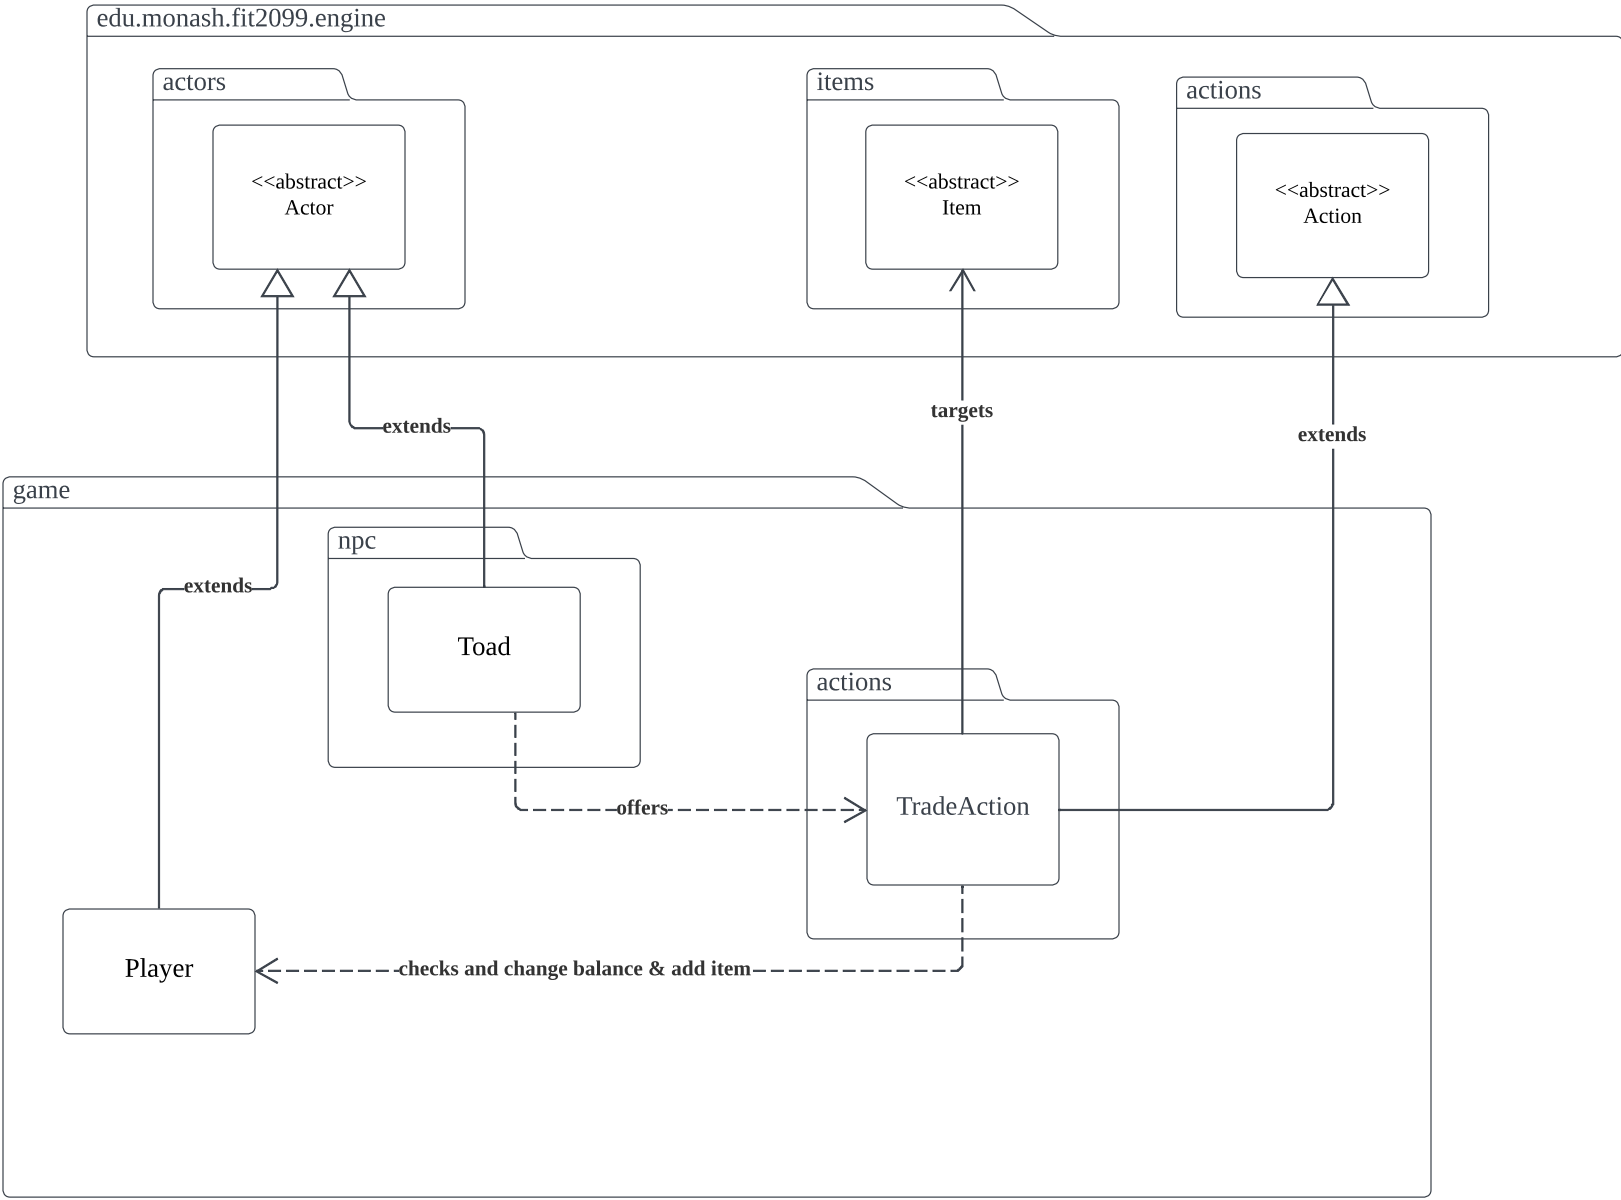 edu.monash.fit2099.engine
actors
items
actions
<<abstract>>
Actor
<<abstract>>
Item
<<abstract>>
Action
targets
extends
extends
game
npc
extends
Toad
actions
offers
TradeAction
Player
checks and change balance & add item